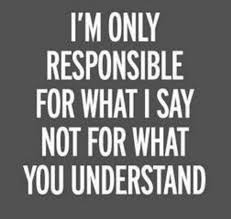 I'M ONLY
RESPONSIBLE
FOR WHAT I SAY
NOT FOR WHAT
YOU UNDERSTAND